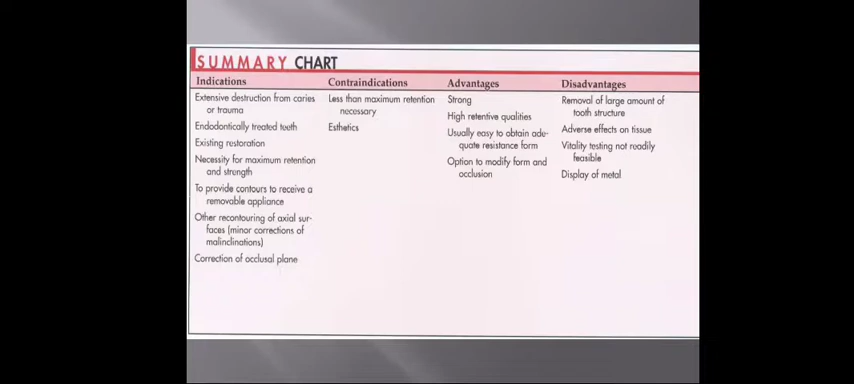 SUMMARY CHART
Indications
Extensive destruction from caries
or trauma
Endodontically treated teeth
Existing restoration
Necessity for maximum retention
and strength
To provide contours to receive a
removable appliance
Other recontouring of axial sur-
faces (minor corrections of
malinclinations)
Correction of occlusal plane
Contraindications
Less than maximum retention
necessary
Esthetics
Advantages
Strong
High retentive qualities
Usually easy to obtain ade-
quate resistance form
Option to modify form and
occlusion
Disadvantages
Removal of large amount of
tooth structure
Adverse effects on tissue
Vitality testing not readily
feasible
Display of metal